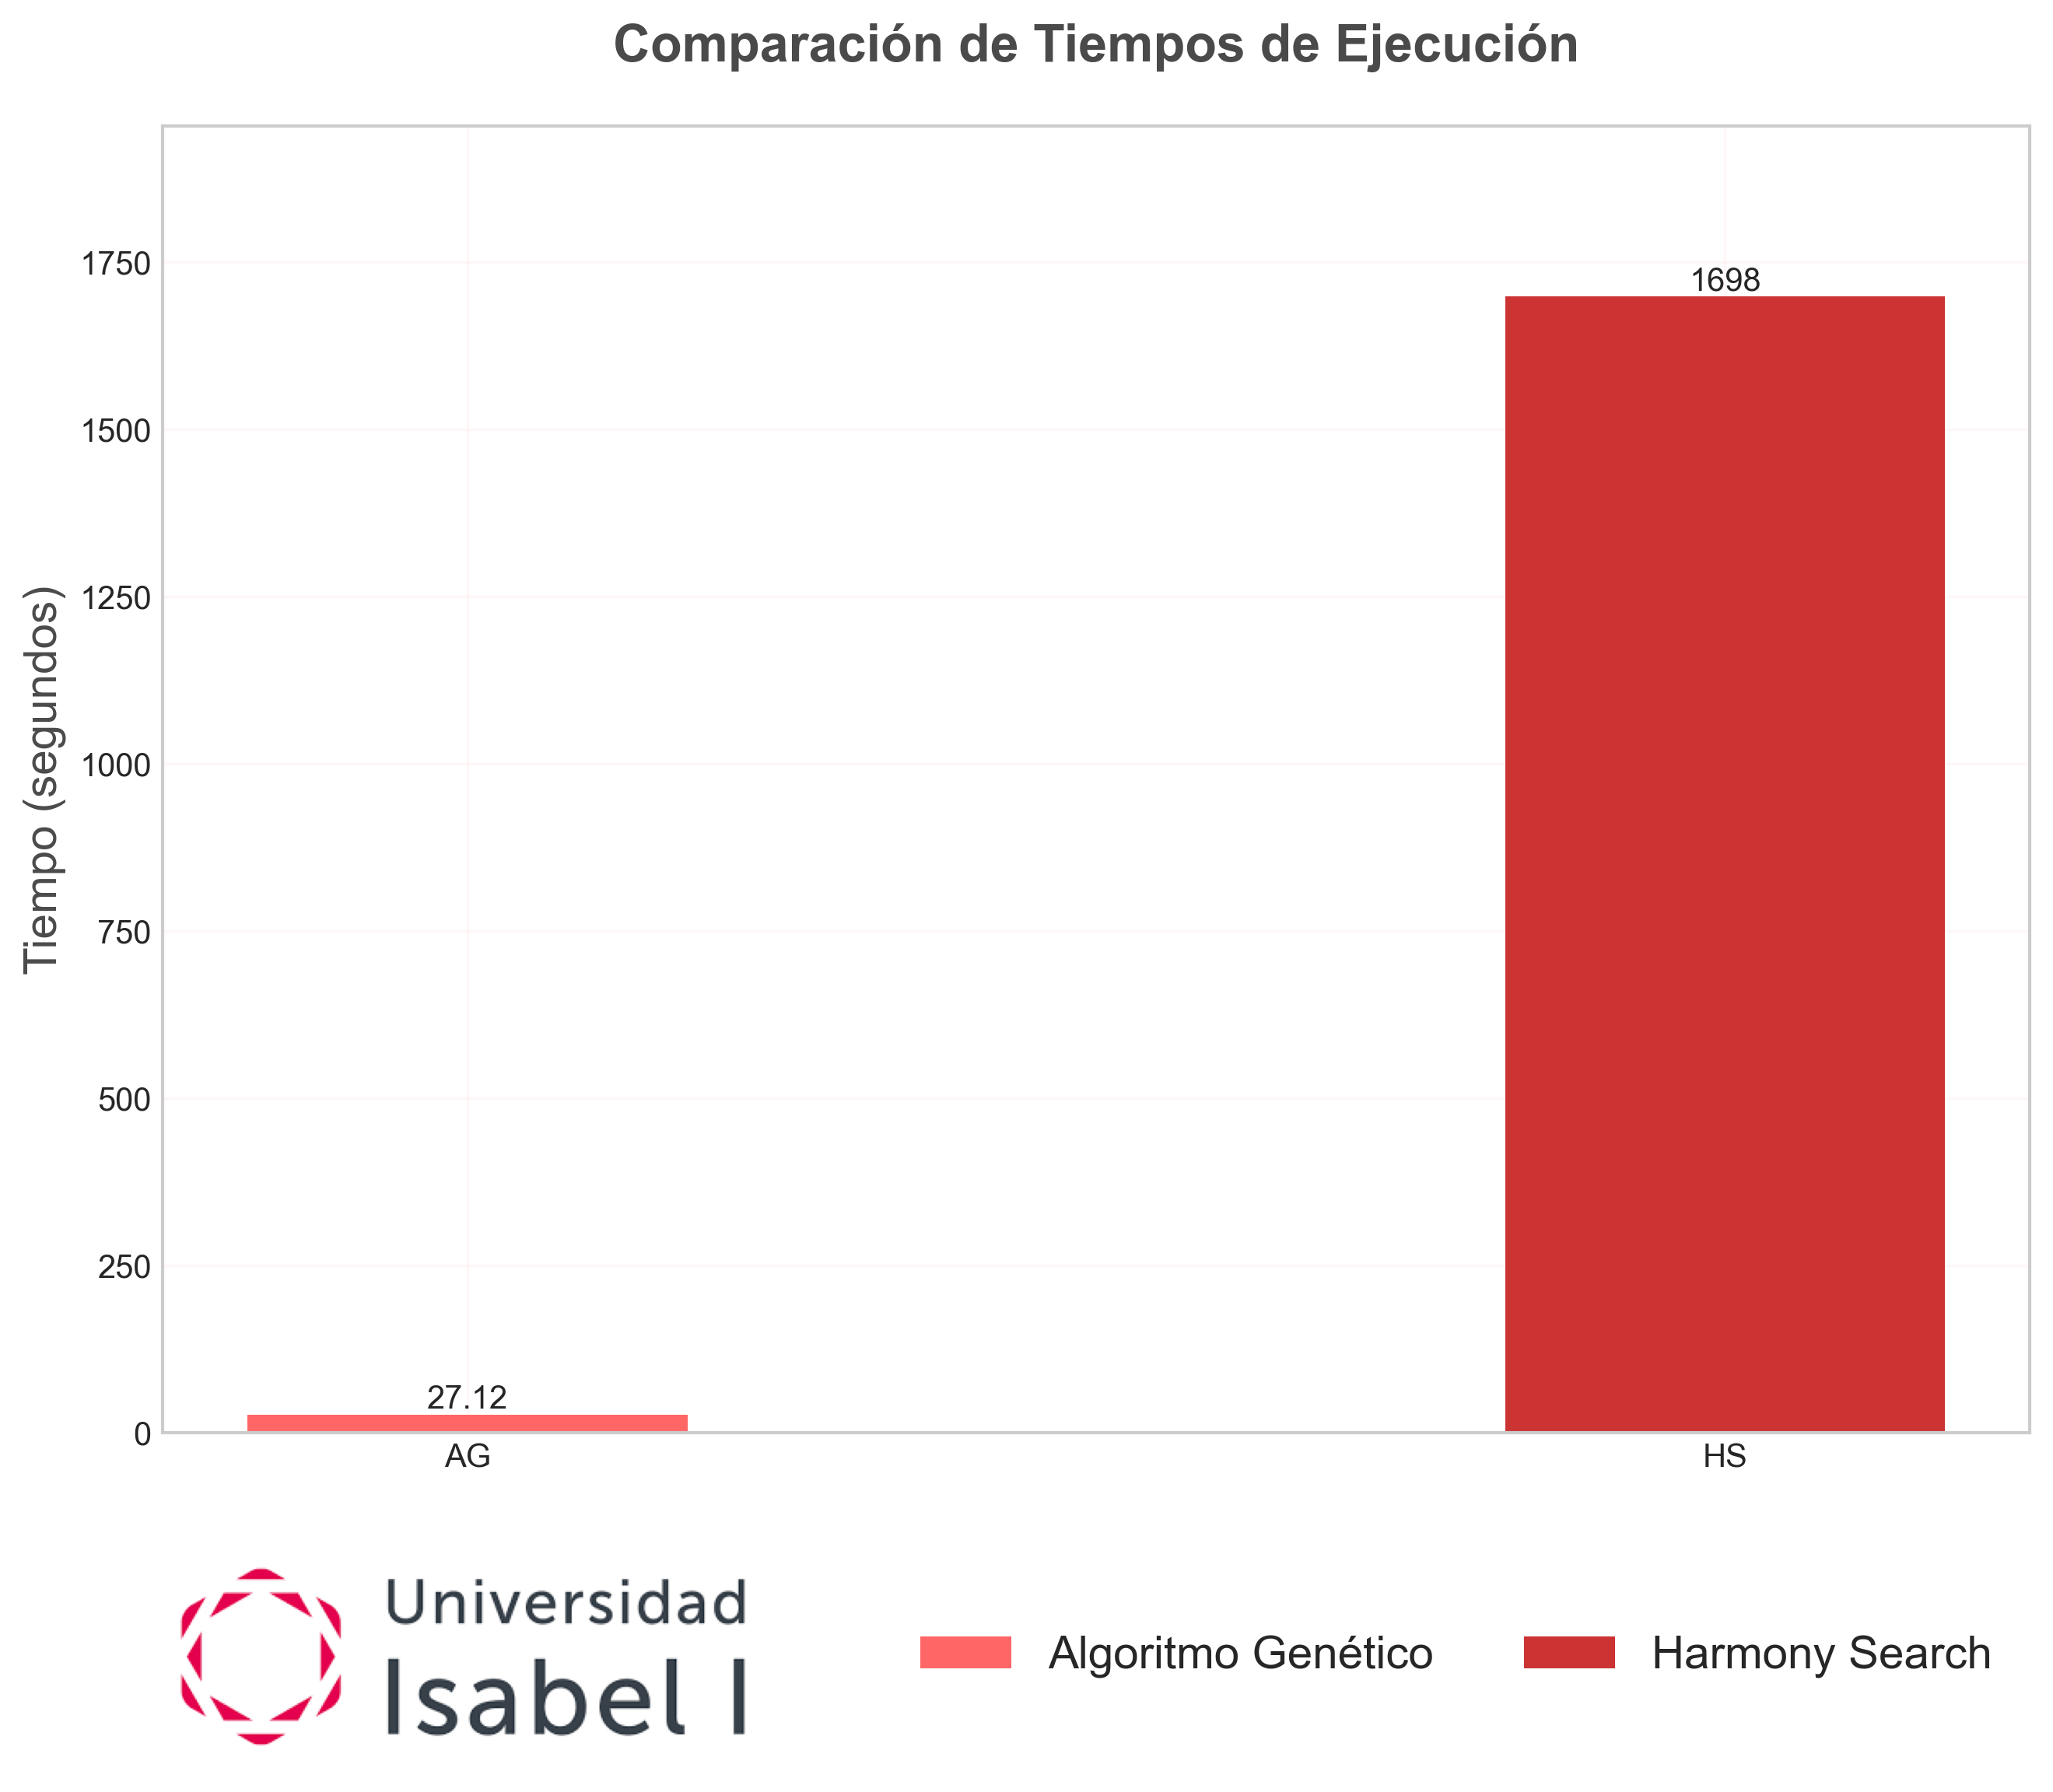 Comparación de Tiempos de Ejecución
Tiempo (segundos)
1750
1500
1250
1000
750
500
250
0
1698
27.12
AG
HS
Universidad
Isabel I
Algoritmo Genético
Harmony Search